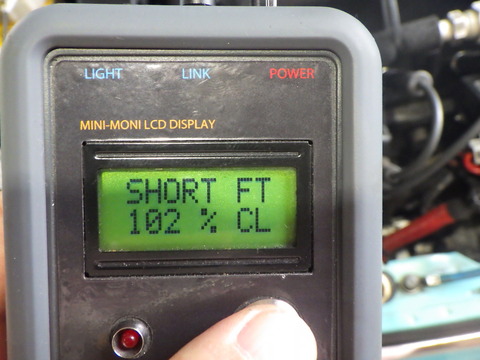 LIGHT LINK POWER
MINI-MONI LCD DISPLAY
SHORT FT
102 % CL